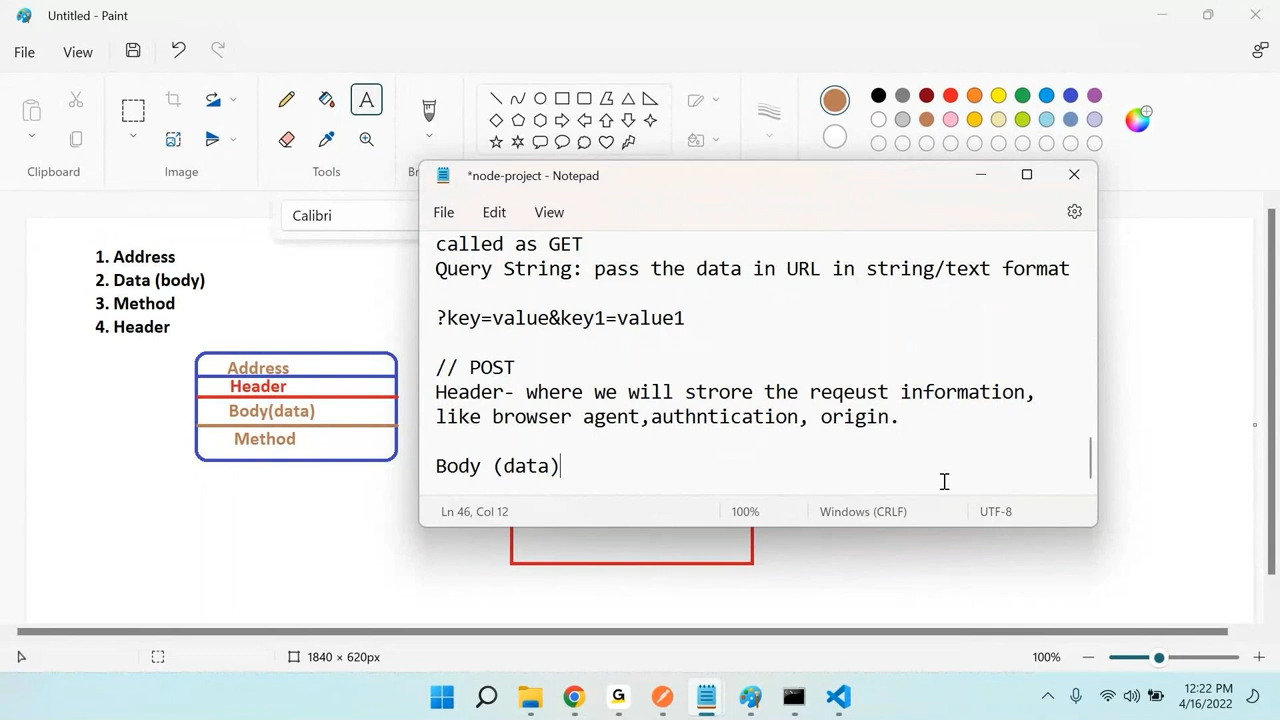 Untitled - Paint
File
View
Clipboard
Image
Tools
Calibri
1. Address
2. Data (body)
3. Method
4. Header
Address
Header
Body(data)
Method
*node-project - Notepad
File
Edit
View
called as GET
Query String: pass the data in URL in string/text format
?key=value&key1=value1
// POST
Header- where we will strore the reqeust information,
like browser agent,authntication, origin.
Body (data)
Ln 46, Col 12
100%
Windows (CRLF)
UTF-8
1840 × 620px
100%
12:22 PM
4/16/2022